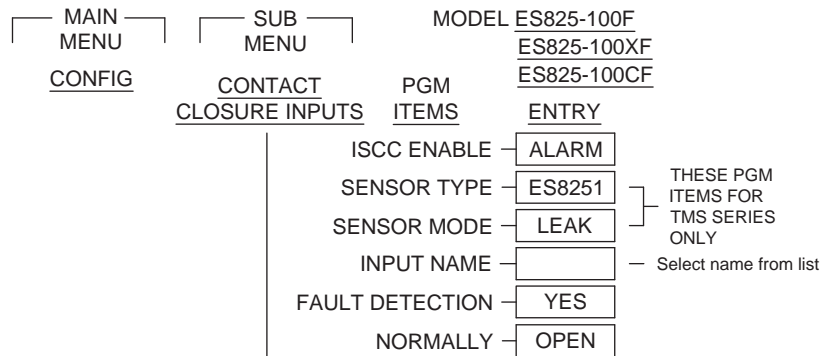 MAIN MENU
SUB MENU
MODEL ES825-100F
ES825-100XF
ES825-100CF
CONFIG
CONTACT CLOSURE INPUTS
PGM ITEMS
ENTRY
ISCC ENABLE ALARM
SENSOR TYPE ES8251
SENSOR MODE LEAK
THESE PGM
ITEMS FOR
TMS SERIES
ONLY
INPUT NAME Select name from list
FAULT DETECTION YES
NORMALLY OPEN